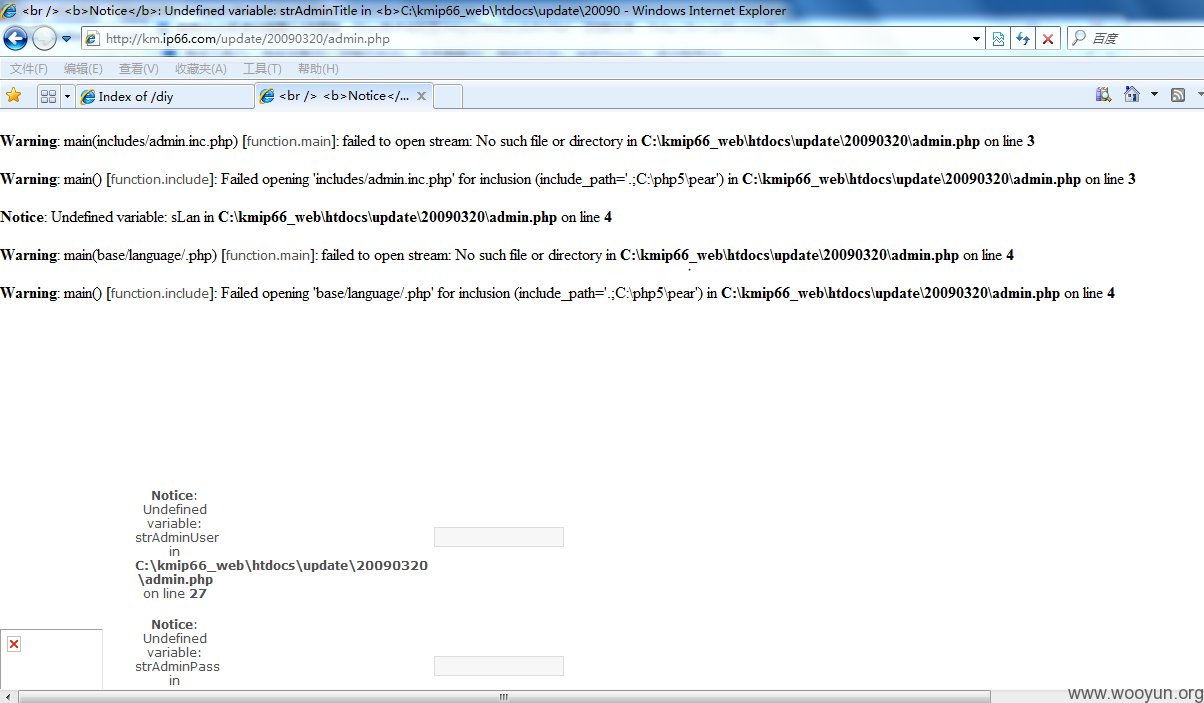 <br /> <b>Notice</b>: Undefined variable: strAdminTitle in <b>C:\kmip66_web\htdocs\update\20090 - Windows Internet Explorer
http://km.ip66.com/update/20090320/admin.php
百度
文件(F) 编辑(E) 查看(V) 收藏夹(A) 工具(T) 帮助(H)
Index of /diy
<br /> <b>Notice</...
Warning: main(includes/admin.inc.php) [function.main]: failed to open stream: No such file or directory in C:\kmip66_web\htdocs\update\20090320\admin.php on line 3
Warning: main() [function.include]: Failed opening 'includes/admin.inc.php' for inclusion (include_path='.;C:\php5\pear') in C:\kmip66_web\htdocs\update\20090320\admin.php on line 3
Notice: Undefined variable: sLan in C:\kmip66_web\htdocs\update\20090320\admin.php on line 4
Warning: main(base/language/.php) [function.main]: failed to open stream: No such file or directory in C:\kmip66_web\htdocs\update\20090320\admin.php on line 4
Warning: main() [function.include]: Failed opening 'base/language/.php' for inclusion (include_path='.;C:\php5\pear') in C:\kmip66_web\htdocs\update\20090320\admin.php on line 4
Notice:
Undefined
variable:
strAdminUser
in
C:\kmip66_web\htdocs\update\20090320
\admin.php
on line 27
Notice:
Undefined
variable:
strAdminPass
in
www.wooyun.org